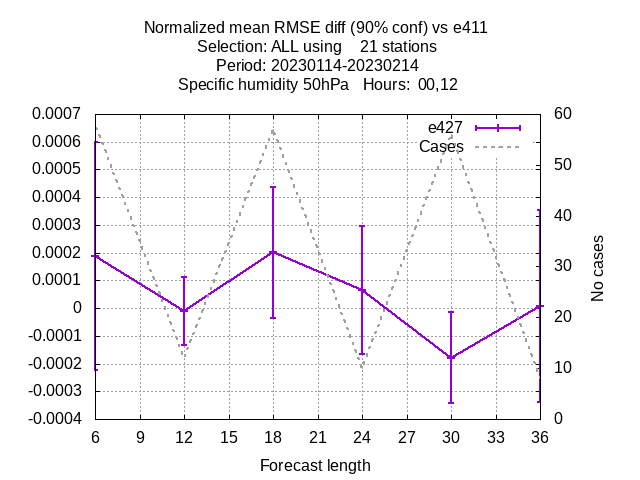 Normalized mean RMSE diff (90% conf) vs e411
Selection: ALL using    21 stations
Period: 20230114-20230214
Specific humidity 50hPa   Hours:  00,12
0.0007
0.0006
0.0005
0.0004
0.0003
0.0002
0.0001
0
-0.0001
-0.0002
-0.0003
-0.0004
e427
Cases
60
50
40
30
20
10
0
No cases
6 9 12 15 18 21 24 27 30 33 36
Forecast length